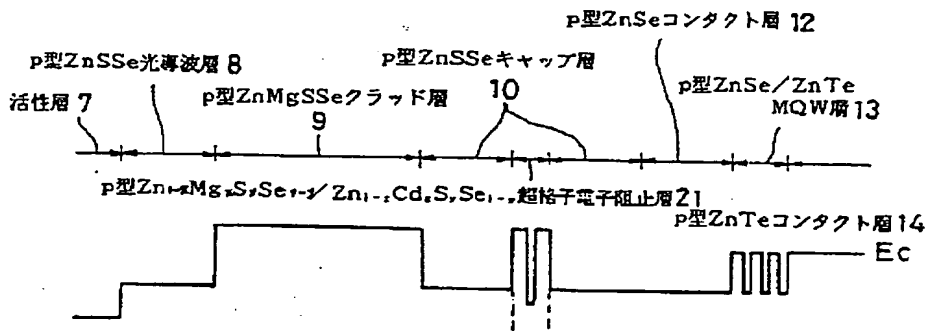 p型ZnSeコンタクト層 12
p型ZnSSe光導波層 8
p型ZnSSeキャップ層
10
p型ZnSe/ZnTe
MQW層 13
活性層 7
p型ZnMgSSeクラッド層
9
p型Zn₁₋ₓMgₓSᵧSe₁₋ᵧ/Zn₁₋zCdzSᵥSe₁₋ᵥ超格子電子阻止層21
p型ZnTeコンタクト層 14
Ec